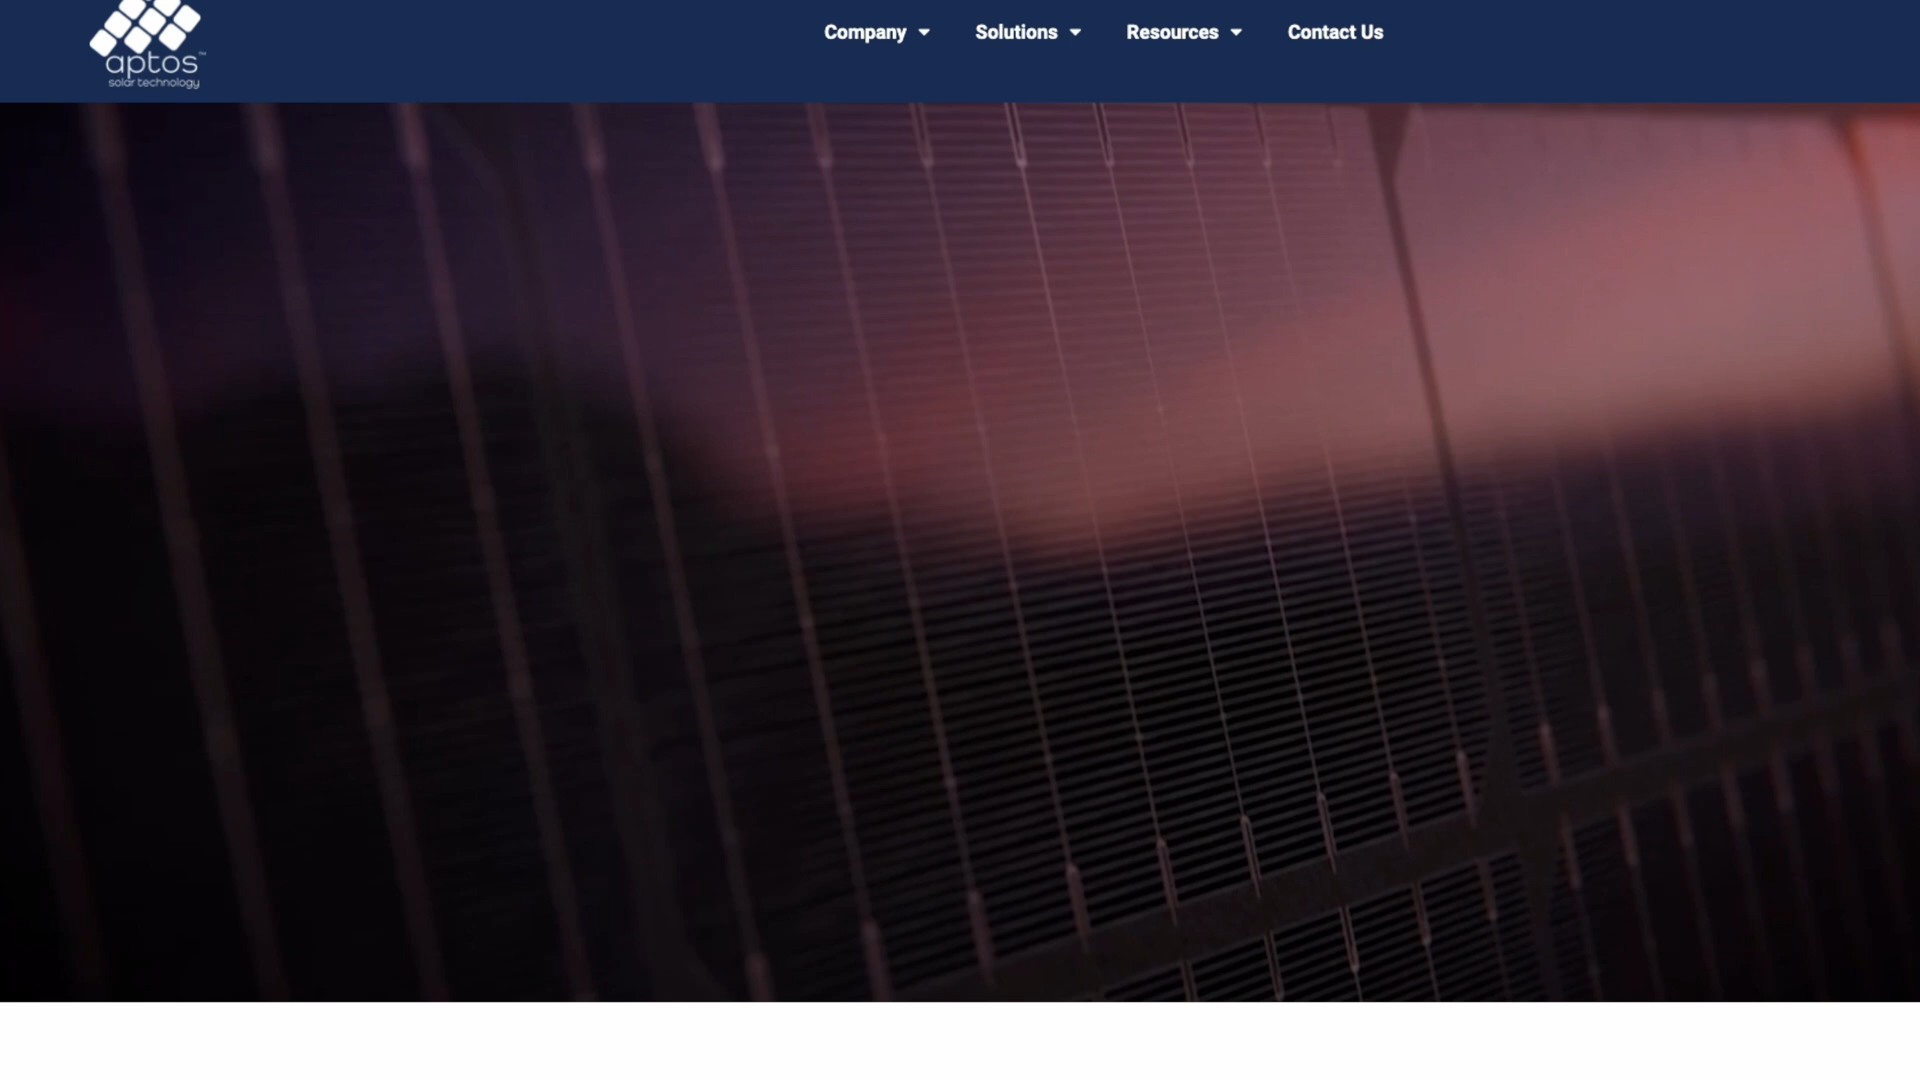 aptos™
solar technology
Company
Solutions
Resources
Contact Us